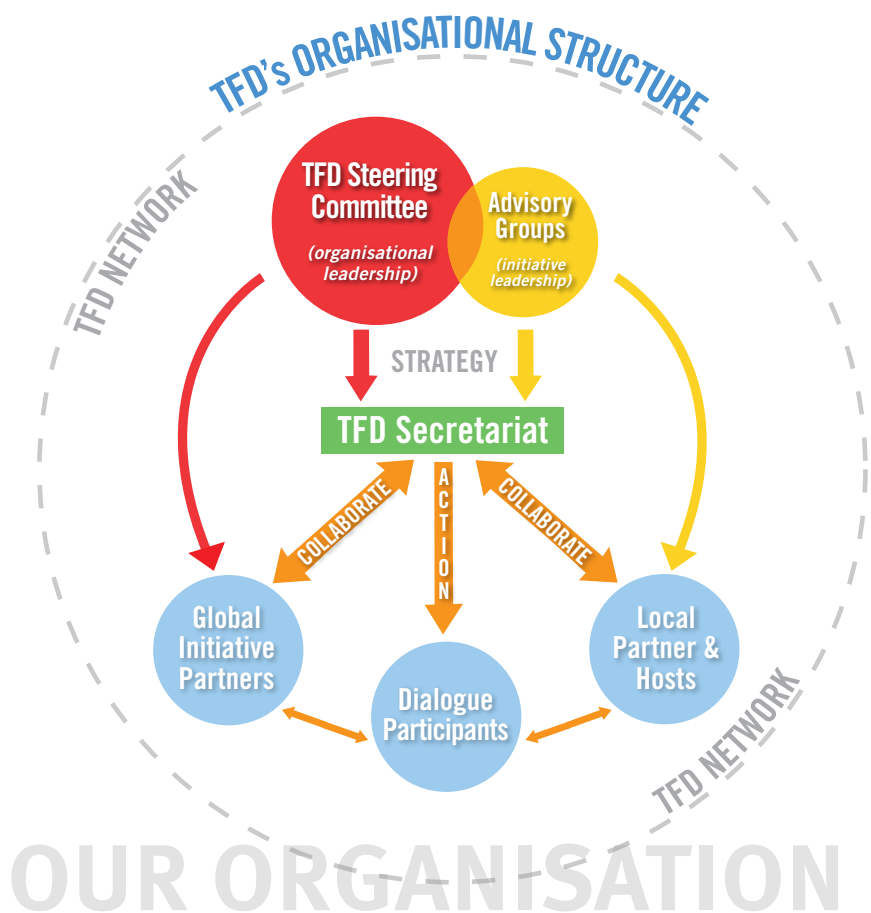 TFD's ORGANISATIONAL STRUCTURE
TFD NETWORK
TFD Steering
Committee
(organisational
leadership)
Advisory
Groups
(initiative
leadership)
STRATEGY
TFD Secretariat
COLLABORATE
ACTION
COLLABORATE
Global
Initiative
Partners
Local
Partner &
Hosts
Dialogue
Participants
TFD NETWORK
OUR ORGANISATION